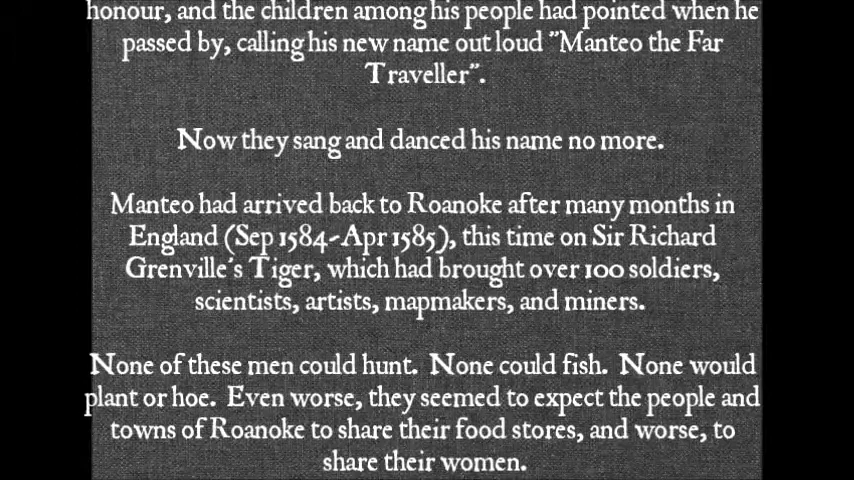 honour, and the children among his people had pointed when he
passed by, calling his new name out loud "Manteo the Far
Traveller".
Now they sang and danced his name no more.
Manteo had arrived back to Roanoke after many months in
England (Sep 1584-Apr 1585), this time on Sir Richard
Grenville's Tiger, which had brought over 100 soldiers,
scientists, artists, mapmakers, and miners.
None of these men could hunt. None could fish. None would
plant or hoe. Even worse, they seemed to expect the people and
towns of Roanoke to share their food stores, and worse, to
share their women.